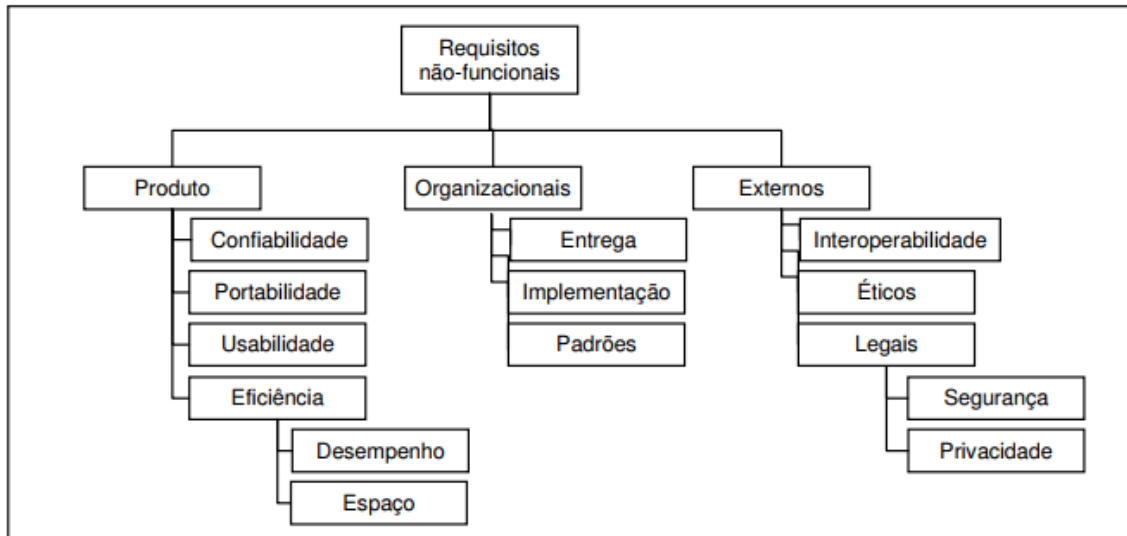 Requisitos
não-funcionais
Produto
Organizacionais
Externos
Confiabilidade
Entrega
Interoperabilidade
Portabilidade
Implementação
Éticos
Usabilidade
Padrões
Legais
Eficiência
Segurança
Desempenho
Privacidade
Espaço